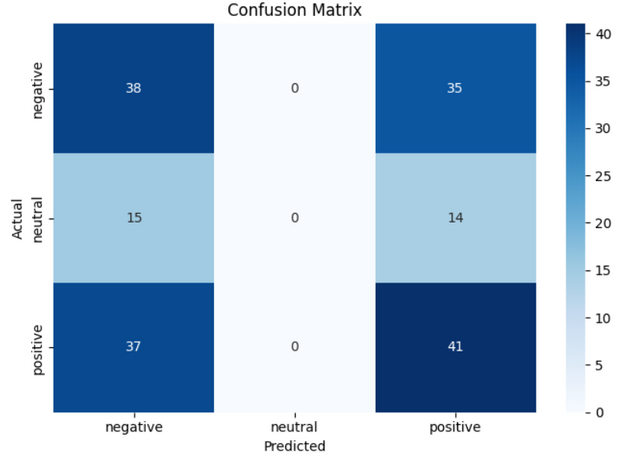 Confusion Matrix
negative 38 0 35
neutral 15 0 14
positive 37 0 41
Actual
negative neutral positive
Predicted
40
35
30
25
20
15
10
5
0